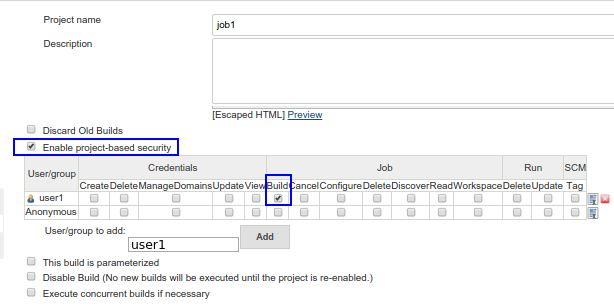 Project name
job1
Description
[Escaped HTML] Preview
Discard Old Builds
Enable project-based security
User/group Credentials Job Run SCM
Create Delete ManageDomains Update View Build Cancel Configure Delete Discover Read Workspace Delete Update Tag
user1
Anonymous
User/group to add:
user1 Add
This build is parameterized
Disable Build (No new builds will be executed until the project is re-enabled.)
Execute concurrent builds if necessary